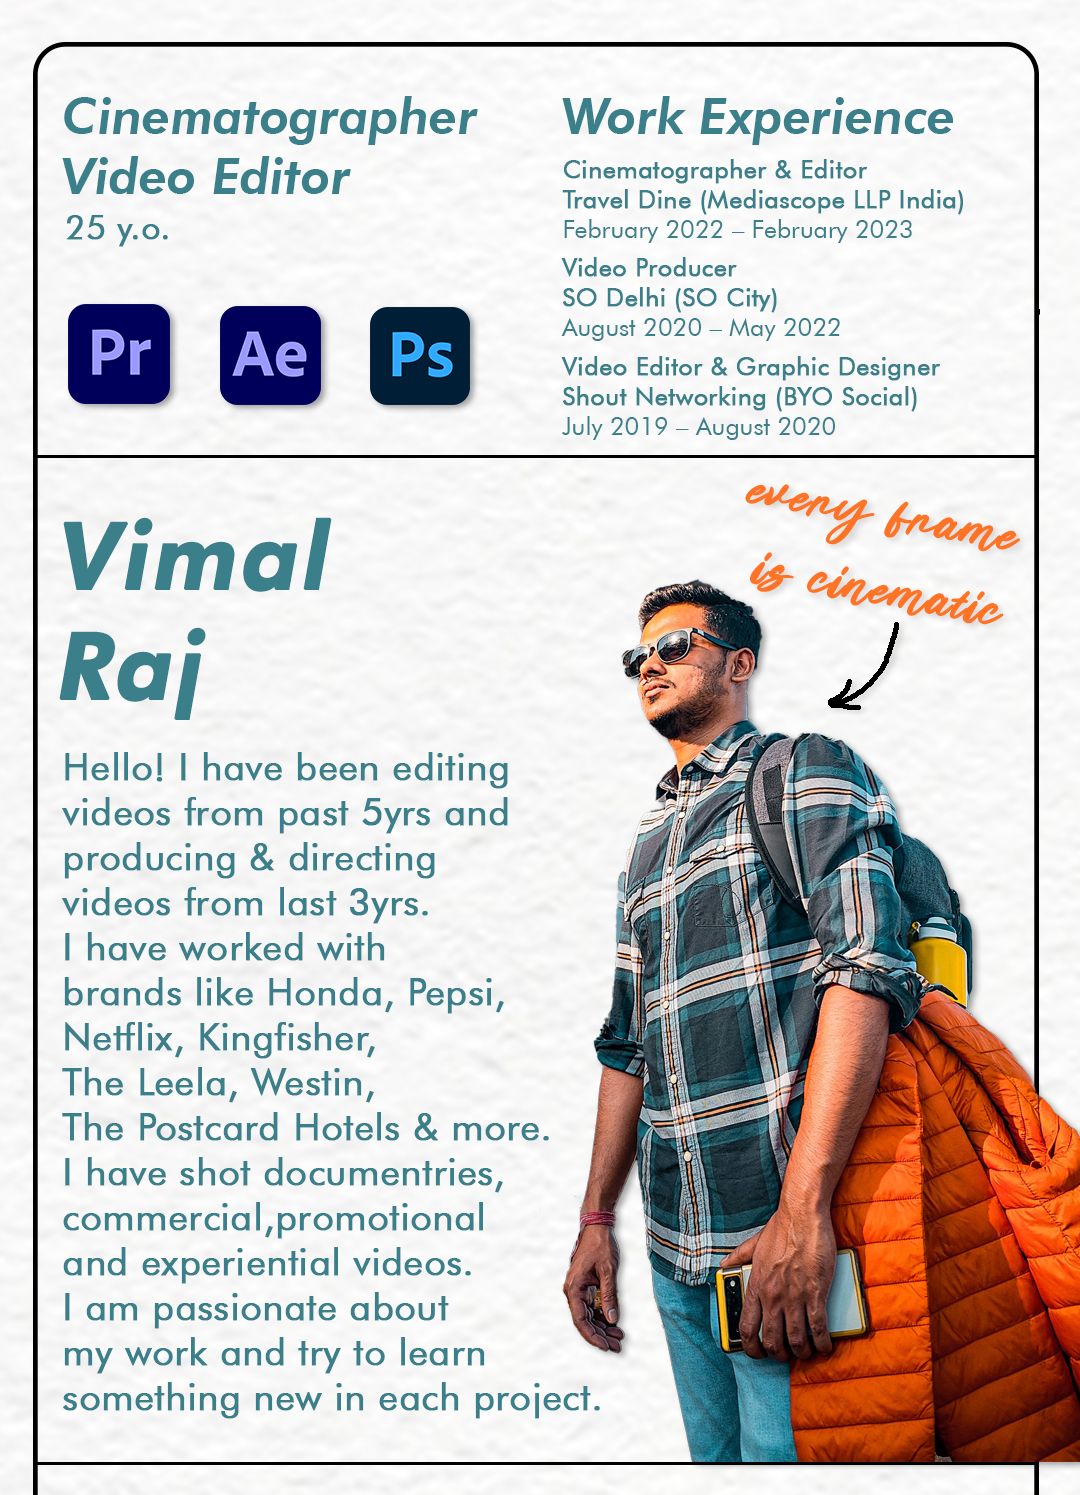 Cinematographer
Video Editor
25 y.o.
Pr Ae Ps
Work Experience
Cinematographer & Editor
Travel Dine (Mediascope LLP India)
February 2022 – February 2023
Video Producer
SO Delhi (SO City)
August 2020 – May 2022
Video Editor & Graphic Designer
Shout Networking (BYO Social)
July 2019 – August 2020
every frame
is cinematic
Vimal
Raj
Hello! I have been editing
videos from past 5yrs and
producing & directing
videos from last 3yrs.
I have worked with
brands like Honda, Pepsi,
Netflix, Kingfisher,
The Leela, Westin,
The Postcard Hotels & more.
I have shot documentries,
commercial,promotional
and experiential videos.
I am passionate about
my work and try to learn
something new in each project.